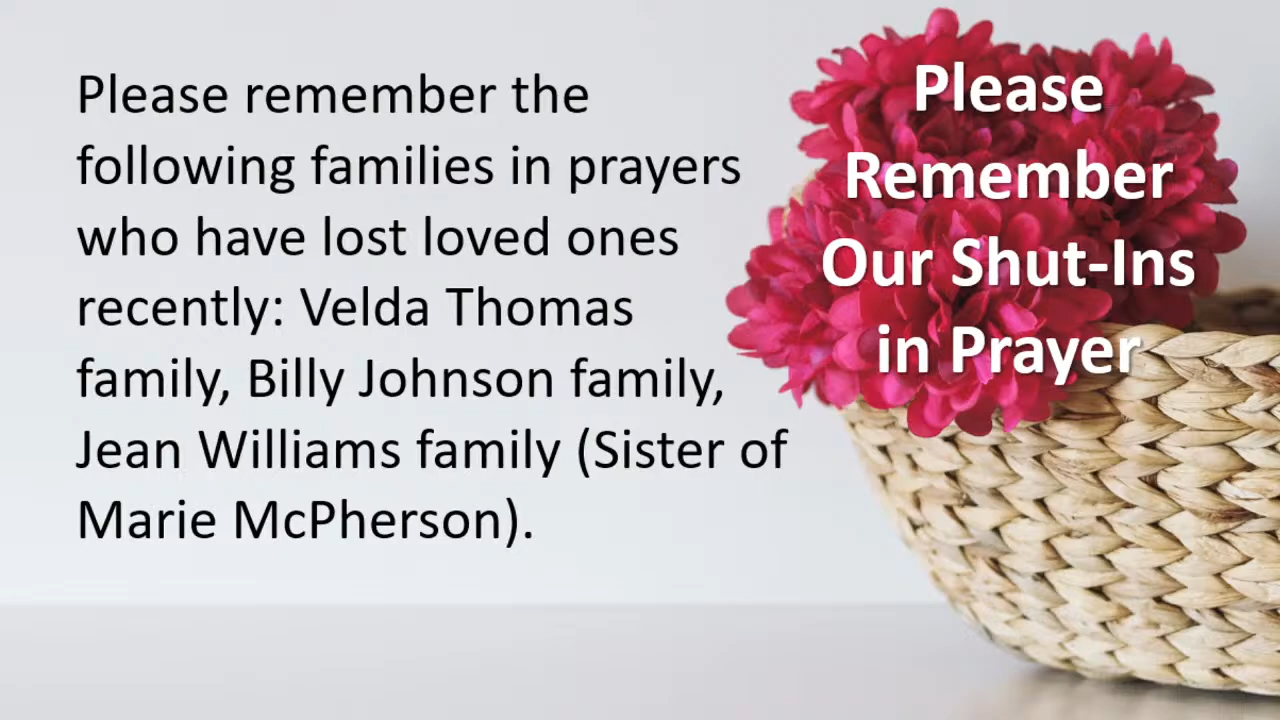 Please remember the
following families in prayers
who have lost loved ones
recently: Velda Thomas
family, Billy Johnson family,
Jean Williams family (Sister of
Marie McPherson).
Please
Remember
Our Shut-Ins
in Prayer